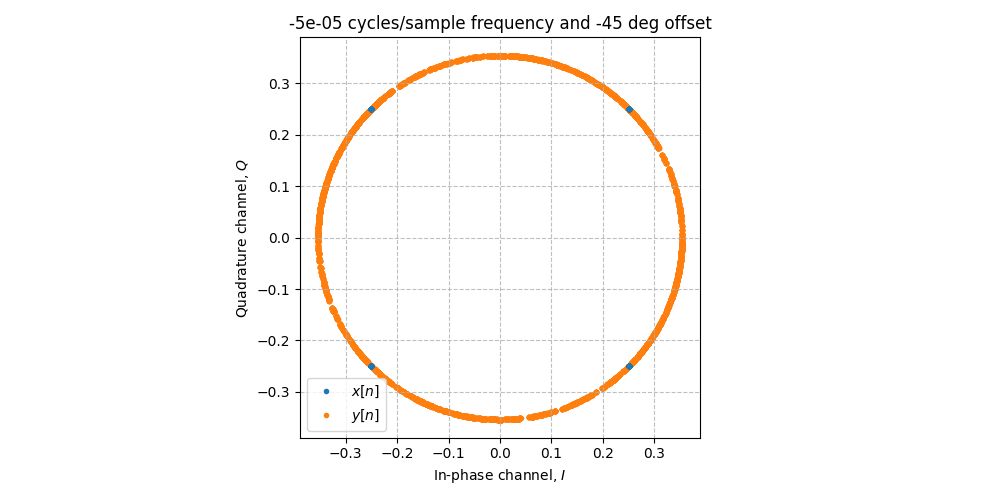 -5e-05 cycles/sample frequency and -45 deg offset
Quadrature channel, Q
0.3
0.2
0.1
0.0
−0.1
−0.2
−0.3
x[n]
y[n]
−0.3 −0.2 −0.1 0.0 0.1 0.2 0.3
In-phase channel, I